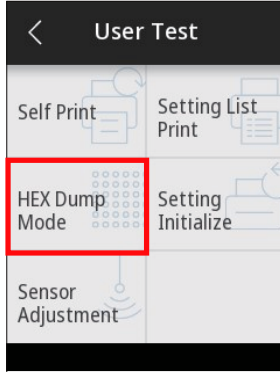 User Test
Self Print
Setting List
Print
HEX Dump
Mode
Setting
Initialize
Sensor
Adjustment